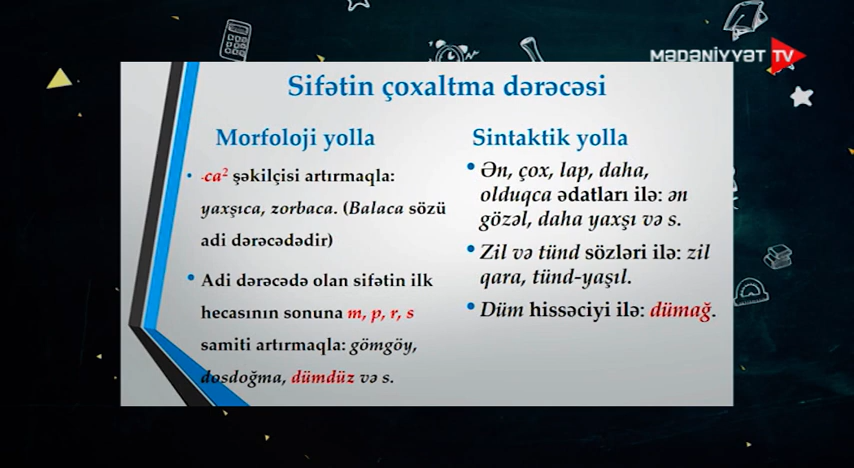 MƏDƏNİYYƏT TV
Sifətin çoxaltma dərəcəsi
Morfoloji yolla
• -ca² şəkilçisi artırmaqla:
yaxşıca, zorbaca. (Balaca sözü
adi dərəcədədir)
• Adi dərəcədə olan sifətin ilk
hecasının sonuna m, p, r, s
samiti artırmaqla: gömgöy,
dosdoğma, dümdüz və s.
Sintaktik yolla
• Ən, çox, lap, daha,
olduqca ədatları ilə: ən
gözəl, daha yaxşı və s.
• Zil və tünd sözləri ilə: zil
qara, tünd-yaşıl.
• Düm hissəciyi ilə: dümağ.